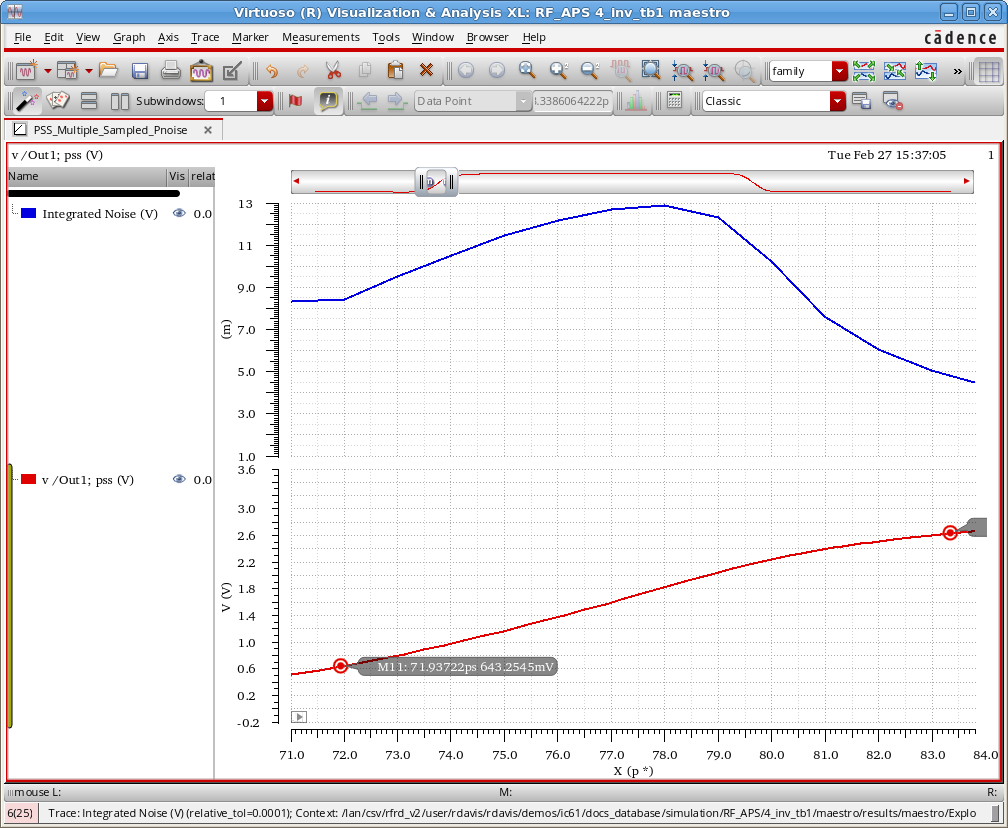 Virtuoso (R) Visualization & Analysis XL: RF_APS 4_inv_tb1 maestro
File Edit View Graph Axis Trace Marker Measurements Tools Window Browser Help
cādence
family
»
Subwindows: 1
Data Point
I.3386064222p
Classic
PSS_Multiple_Sampled_Pnoise
v /Out1; pss (V)
Tue Feb 27 15:37:05 1
Name Vis relat
Integrated Noise (V) 0.0
13
11
9.0
(m)
7.0
5.0
3.0
1.0
v /Out1; pss (V) 0.0
3.6
3.0
2.6
2.2
1.8
V (V)
1.4
1.0
0.6
0.2
-0.2
M11: 71.93722ps 643.2545mV
71.0 72.0 73.0 74.0 75.0 76.0 77.0 78.0 79.0 80.0 81.0 82.0 83.0 84.0
X (p *)
mouse L: M: R:
6(25) Trace: Integrated Noise (V) (relative_tol=0.0001); Context: /lan/csv/rfrd_v2/user/rdavis/rdavis/demos/ic61/docs_database/simulation/RF_APS/4_inv_tb1/maestro/results/maestro/Explo